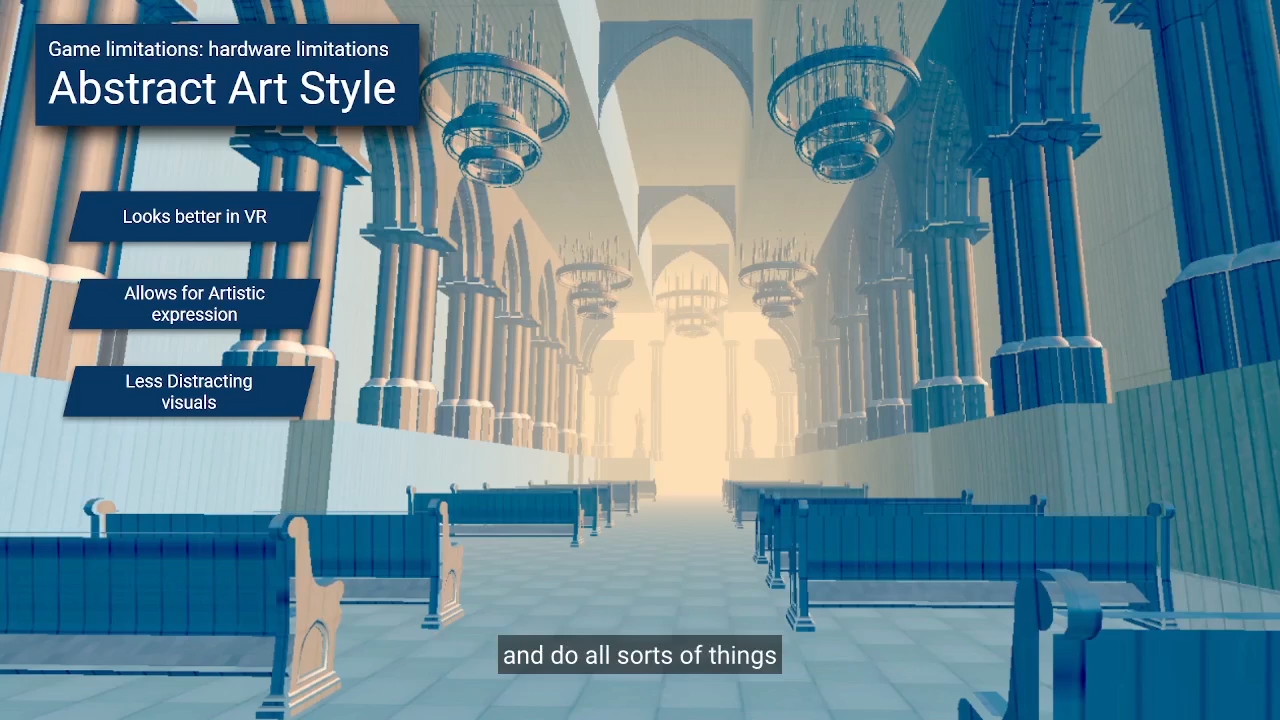 Game limitations: hardware limitations
Abstract Art Style
Looks better in VR
Allows for Artistic
expression
Less Distracting
visuals
and do all sorts of things